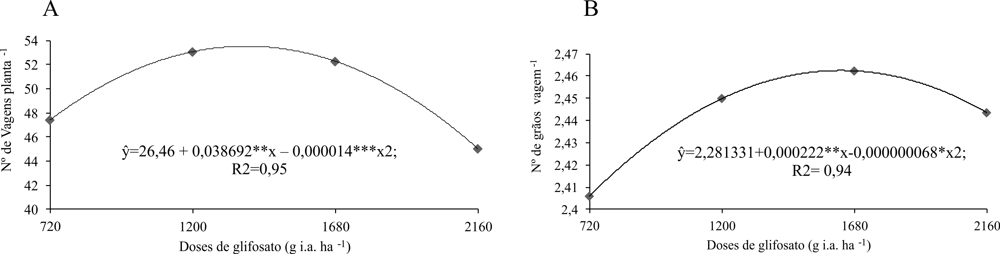 A
54
52
50
48
46
44
42
40
Nº de Vagens planta -1
ŷ=26,46 + 0,038692**x – 0,000014***x2;
R2=0,95
720 1200 1680 2160
Doses de glifosato (g i.a. ha -1)
B
2,47
2,46
2,45
2,44
2,43
2,42
2,41
2,4
Nº de grãos vagem-1
ŷ=2,281331+0,000222**x-0,000000068*x2;
R2= 0,94
720 1200 1680 2160
Doses de glifosato (g i.a. ha -1)